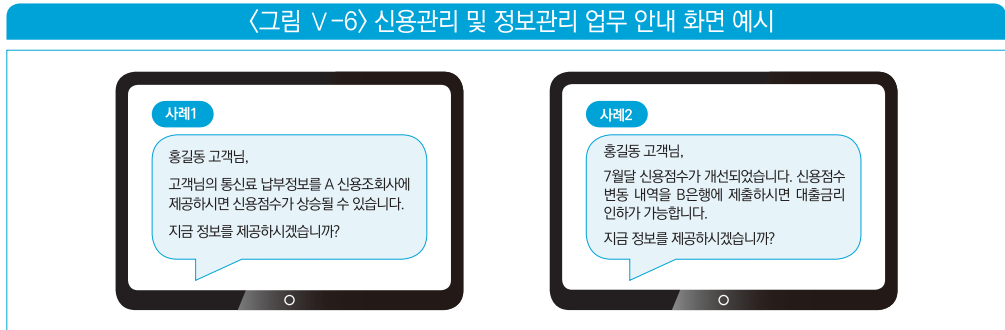 〈그림 Ⅴ-6〉 신용관리 및 정보관리 업무 안내 화면 예시
사례1
홍길동 고객님,
고객님의 통신료 납부정보를 A 신용조회사에
제공하시면 신용점수가 상승될 수 있습니다.
지금 정보를 제공하시겠습니까?
사례2
홍길동 고객님,
7월달 신용점수가 개선되었습니다. 신용점수
변동 내역을 B은행에 제출하시면 대출금리
인하가 가능합니다.
지금 정보를 제공하시겠습니까?